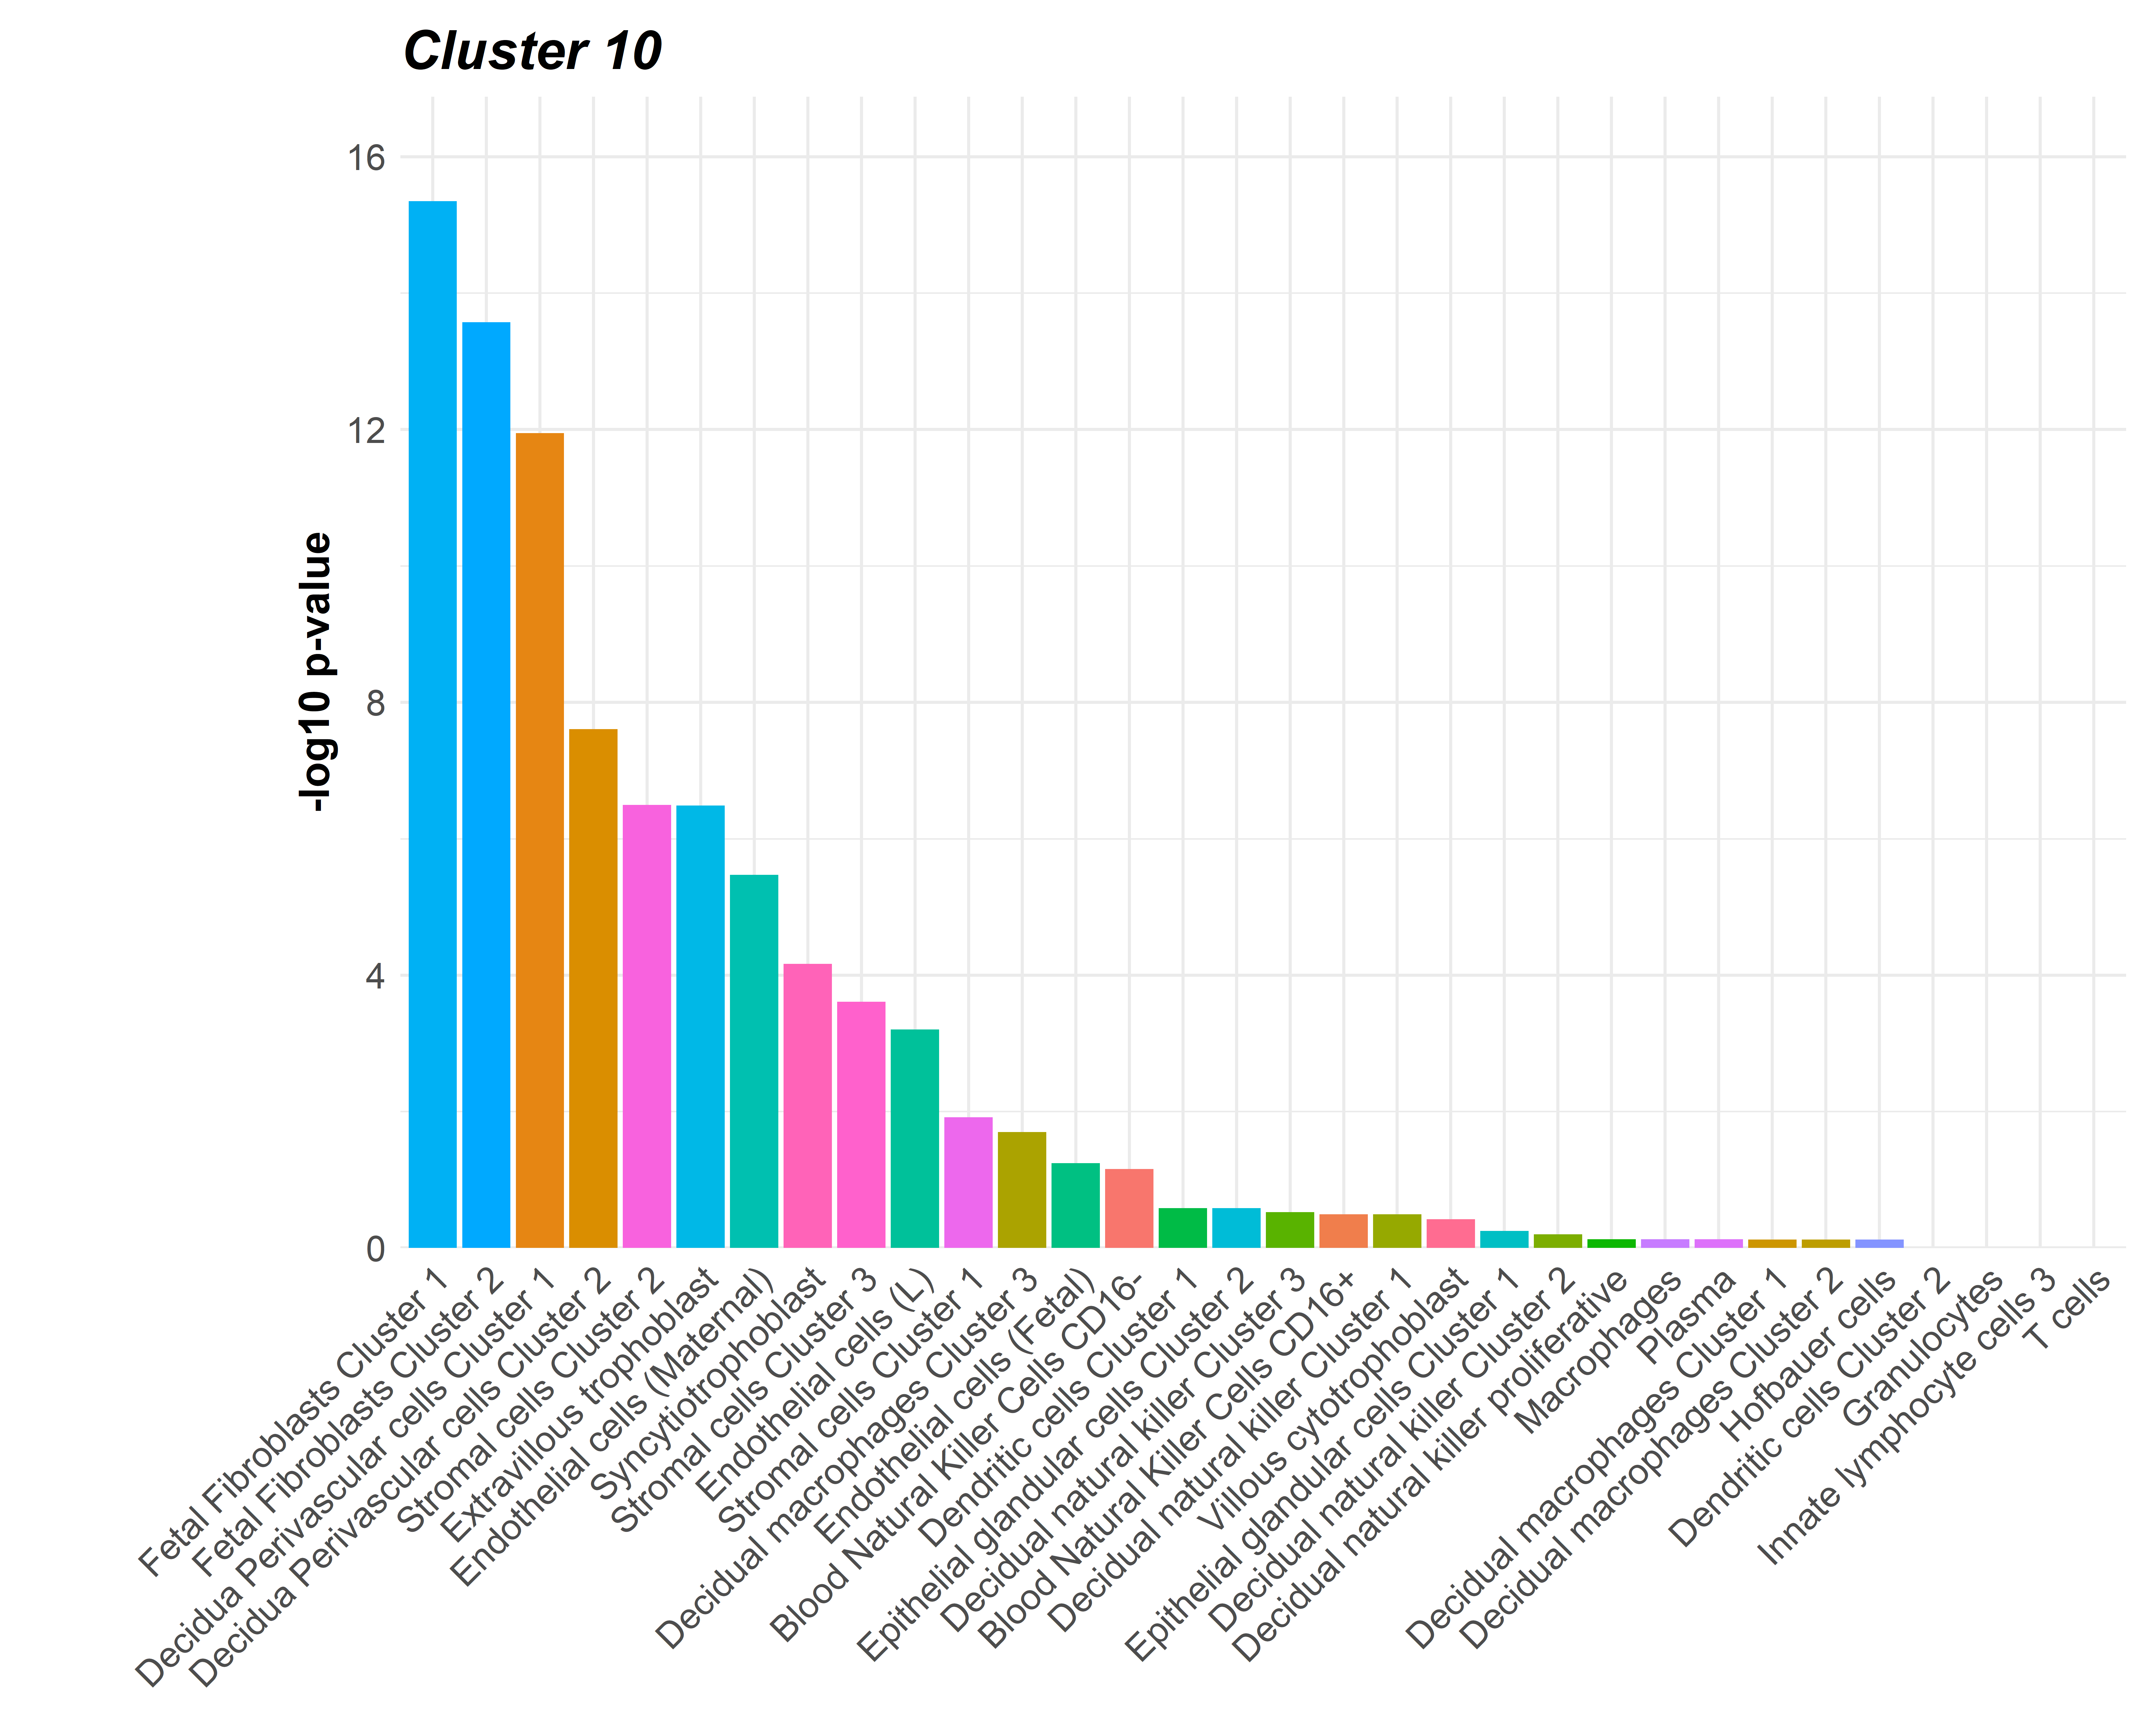 Cluster 10
-log10 p-value
16
12
8
4
0
Fetal Fibroblasts Cluster 1
Fetal Fibroblasts Cluster 2
Decidua Perivascular cells Cluster 1
Decidua Perivascular cells Cluster 2
Stromal cells Cluster 2
Extravillous trophoblast
Endothelial cells (Maternal)
Syncytiotrophoblast
Stromal cells Cluster 3
Endothelial cells (L)
Stromal cells Cluster 1
Decidual macrophages Cluster 3
Endothelial cells (Fetal)
Blood Natural Killer Cells CD16-
Dendritic cells Cluster 1
Epithelial glandular cells Cluster 2
Decidual natural killer Cluster 3
Blood Natural Killer Cells CD16+
Decidual natural killer Cluster 1
Villous cytotrophoblast
Epithelial glandular cells Cluster 1
Decidual natural killer Cluster 2
Decidual natural killer proliferative
Macrophages
Plasma
Decidual macrophages Cluster 1
Decidual macrophages Cluster 2
Hofbauer cells
Dendritic cells Cluster 2
Granulocytes
Innate lymphocyte cells 3
T cells